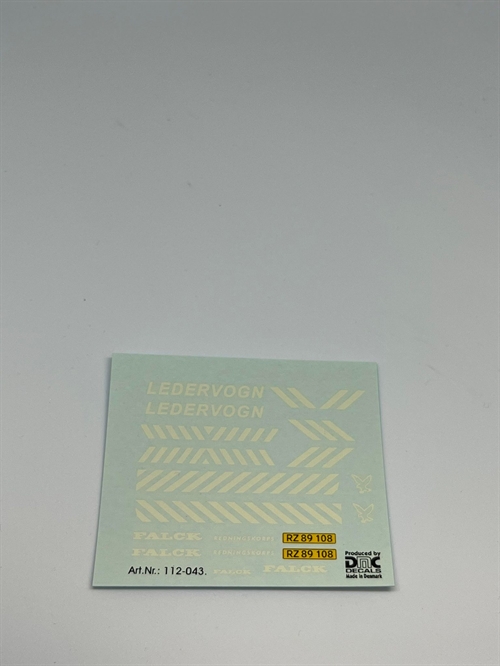 LEDERVOGN
LEDERVOGN
FALCK
RZ 89 108
FALCK
RZ 89 108
Art.Nr.: 112-043.
FALCK
FALCK
Produced by
DMC
DECALS
Made in Denmark